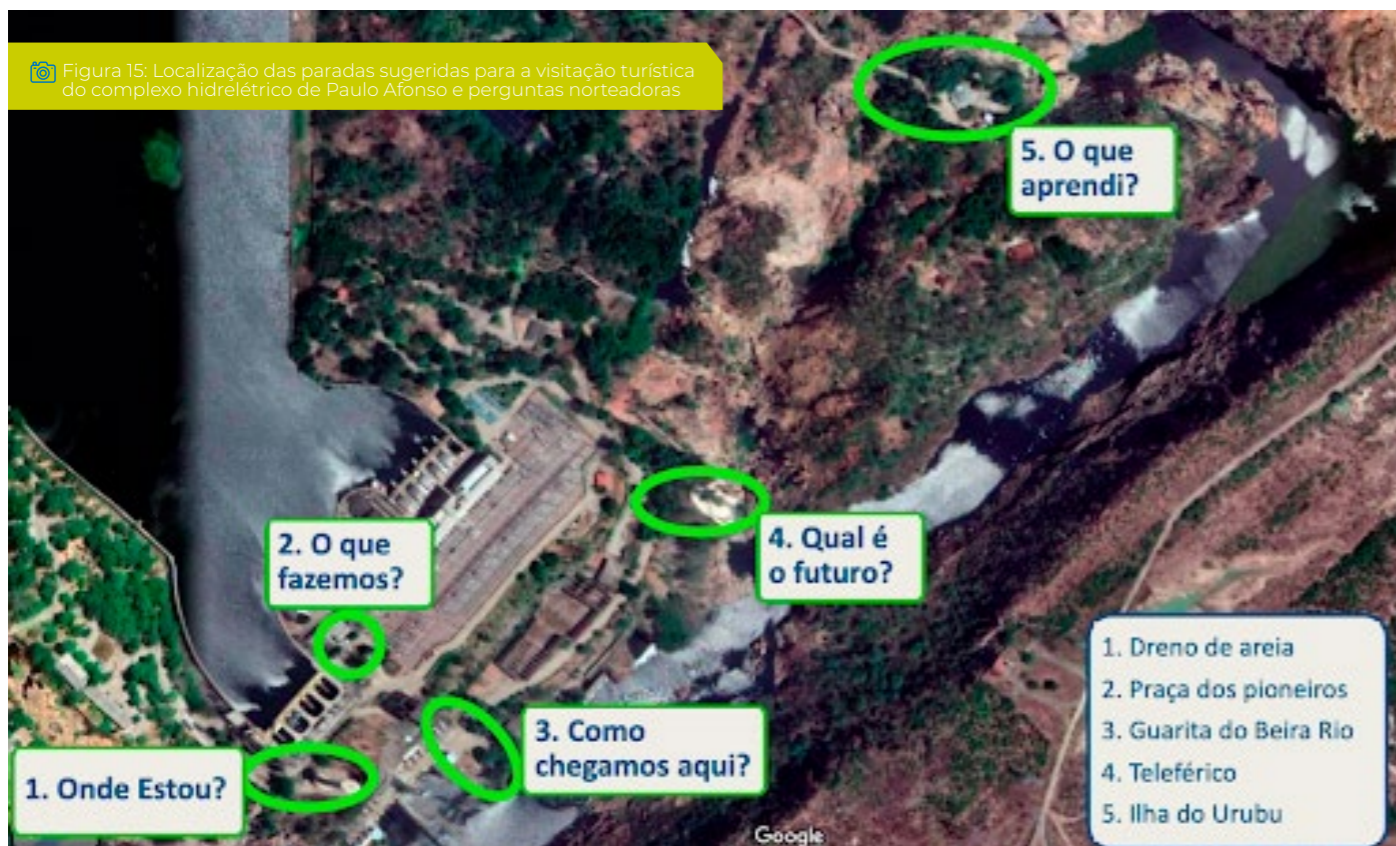 Figura 15: Localização das paradas sugeridas para a visitação turística
do complexo hidrelétrico de Paulo Afonso e perguntas norteadoras
5. O que
aprendi?
2. O que
fazemos?
4. Qual é
o futuro?
3. Como
chegamos aqui?
1. Onde Estou?
1. Dreno de areia
2. Praça dos pioneiros
3. Guarita do Beira Rio
4. Teleférico
5. Ilha do Urubu
Google